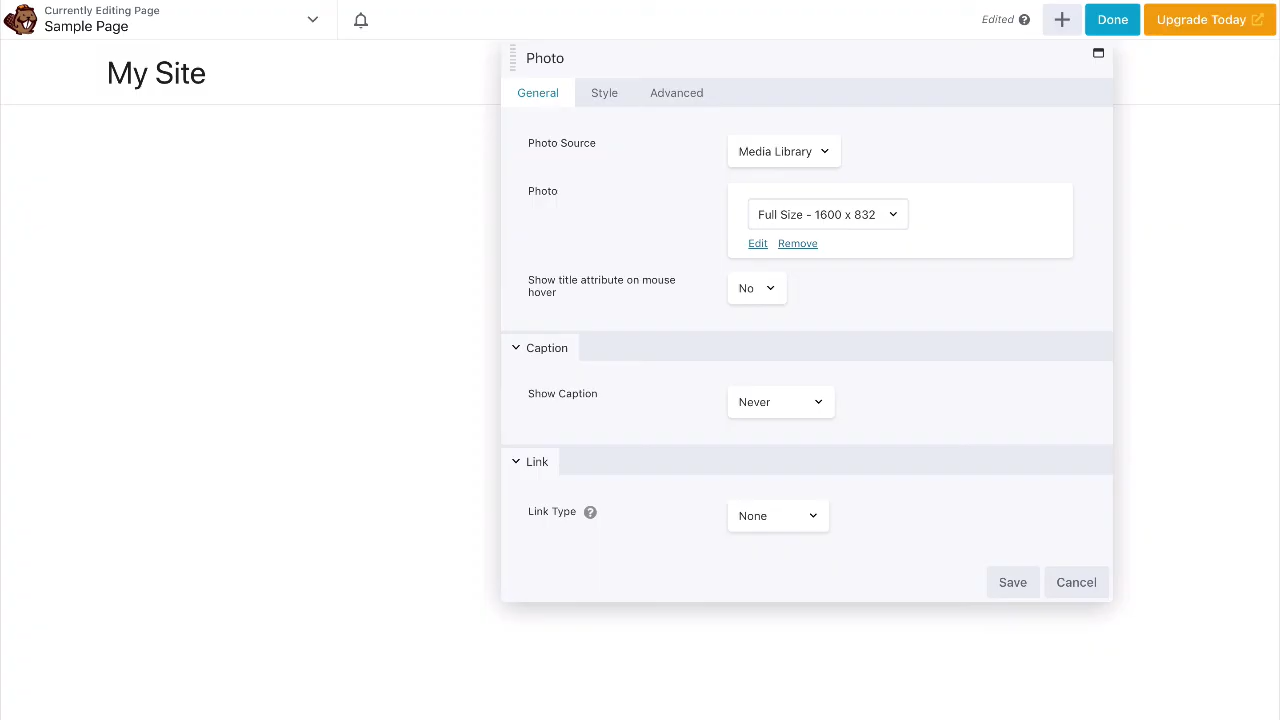 Currently Editing Page
Sample Page
Edited
Done
Upgrade Today
My Site
Photo
General
Style
Advanced
Photo Source
Media Library
Photo
Full Size - 1600 x 832
Edit
Remove
Show title attribute on mouse
hover
No
Caption
Show Caption
Never
Link
Link Type
None
Save
Cancel